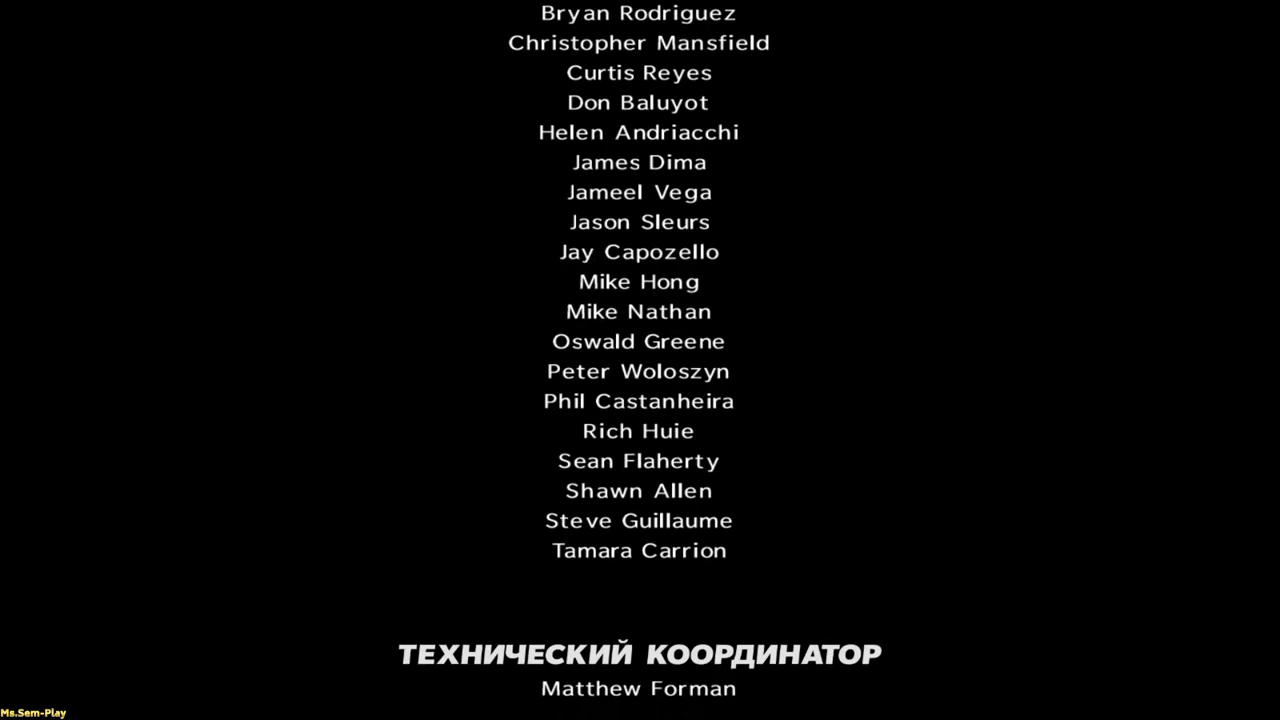 Bryan Rodriguez
Christopher Mansfield
Curtis Reyes
Don Baluyot
Helen Andriacchi
James Dima
Jameel Vega
Jason Sleurs
Jay Capozello
Mike Hong
Mike Nathan
Oswald Greene
Peter Woloszyn
Phil Castanheira
Rich Huie
Sean Flaherty
Shawn Allen
Steve Guillaume
Tamara Carrion
ТЕХНИЧЕСКИЙ КООРДИНАТОР
Matthew Forman
Ms.Sem-Play